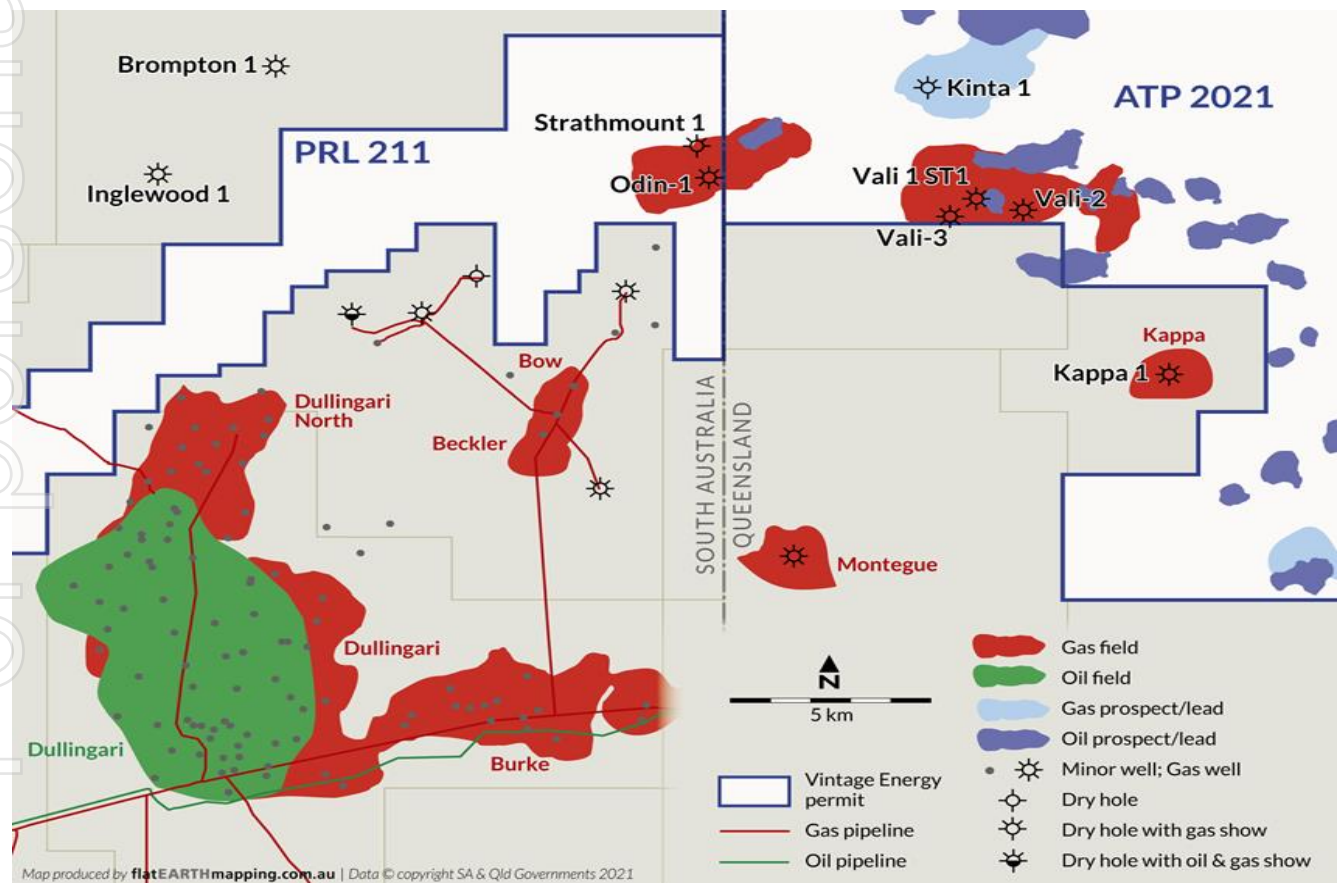 Brompton 1
Kinta 1
ATP 2021
Strathmount 1
PRL 211
Inglewood 1
Odin-1
Vali 1 ST1
Vali-2
Vali-3
Kappa
Kappa 1
Bow
Dullingari
North
Beckler
SOUTH AUSTRALIA
QUEENSLAND
Montegue
Dullingari
Dullingari
Burke
N
5 km
Gas field
Oil field
Gas prospect/lead
Oil prospect/lead
Minor well; Gas well
Dry hole
Dry hole with gas show
Dry hole with oil & gas show
Vintage Energy
permit
Gas pipeline
Oil pipeline
Map produced by flatEARTHmapping.com.au | Data © copyright SA & Qld Governments 2021